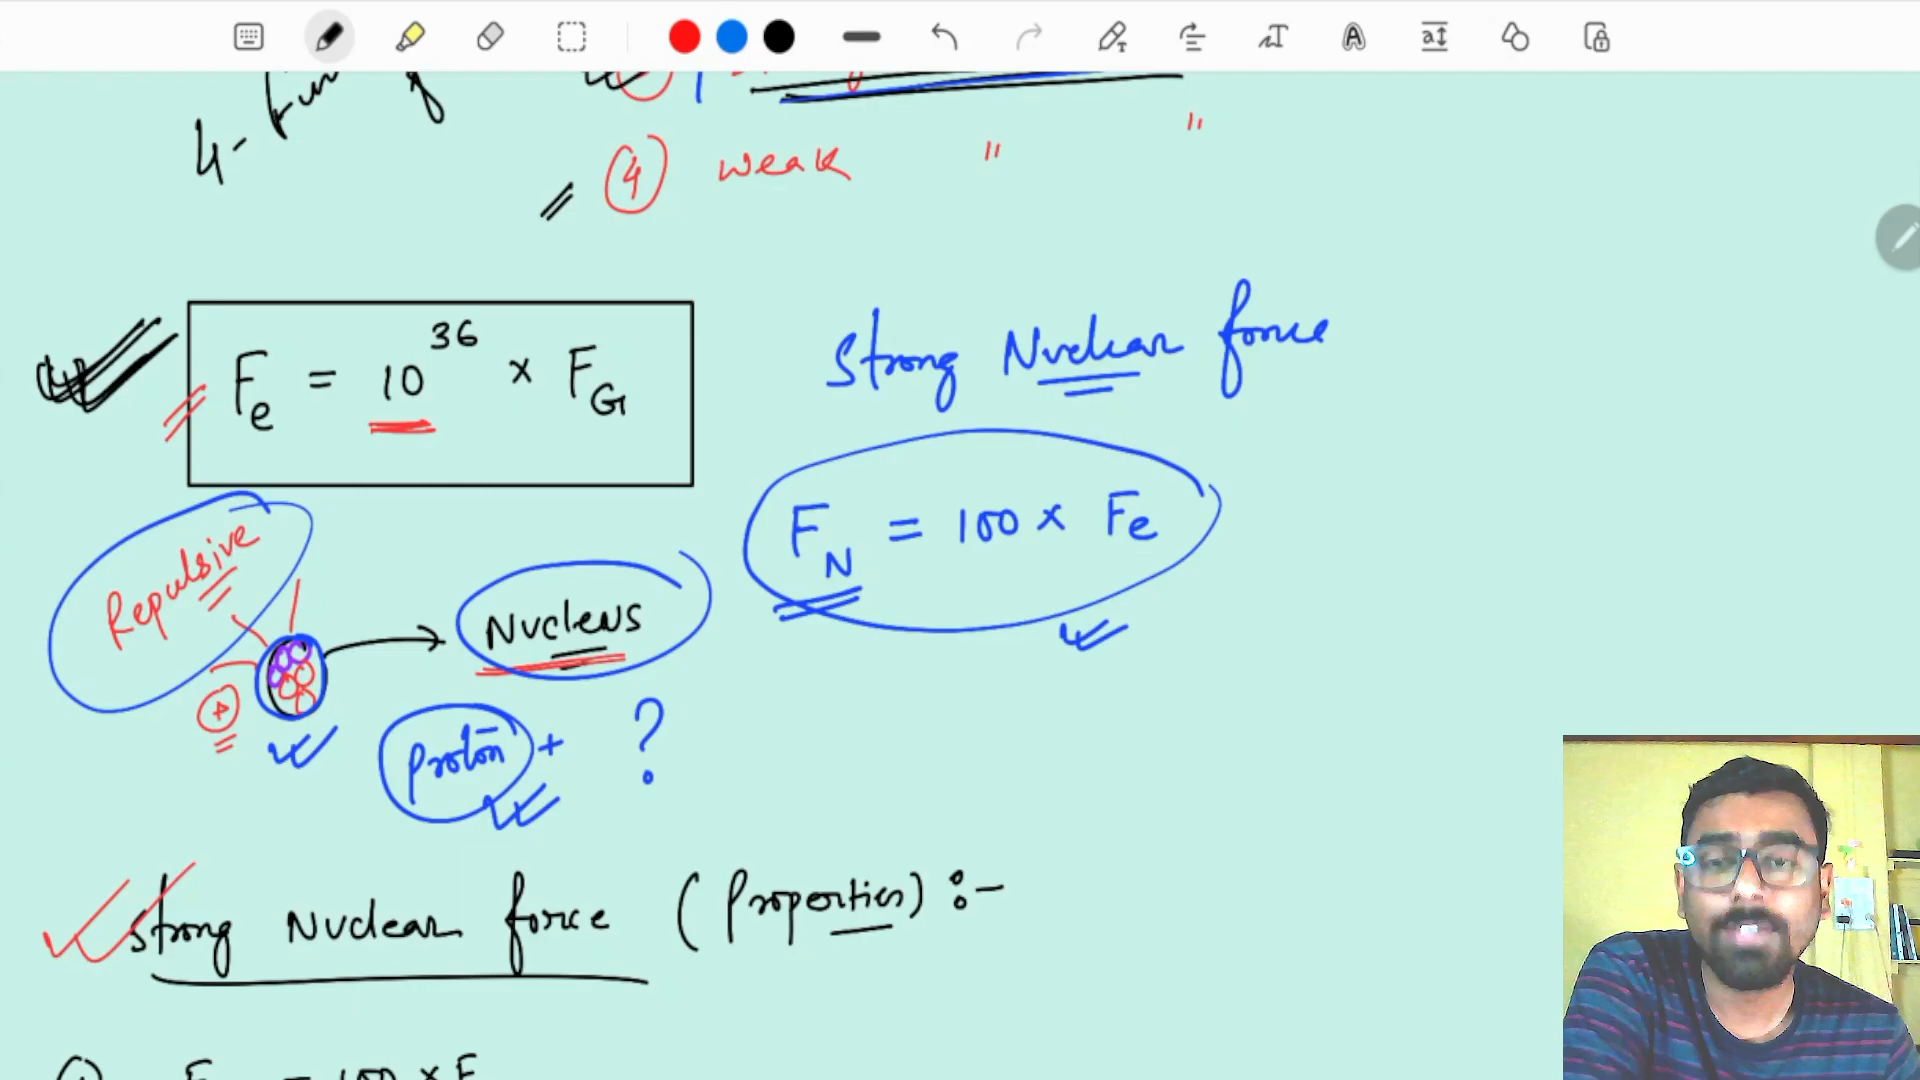 4-
④ weak " "
Fe = 10^36 × FG
Strong Nuclear force
FN = 100 × Fe
Repulsive
Nucleus
+
Proton + ?
Strong Nuclear force (Properties) :-